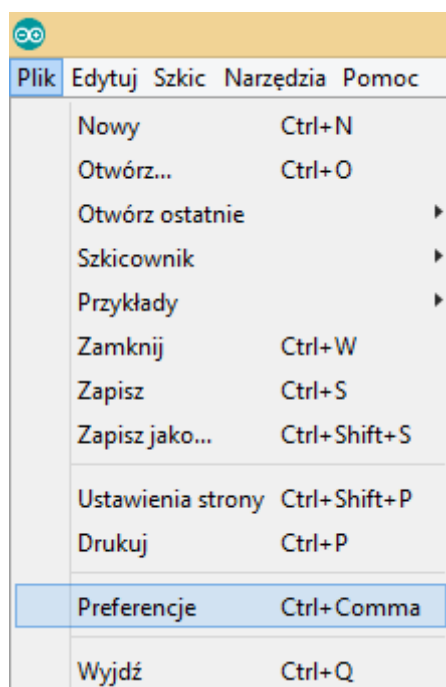 Plik Edytuj Szkic Narzędzia Pomoc
Nowy Ctrl+N
Otwórz... Ctrl+O
Otwórz ostatnie
Szkicownik
Przykłady
Zamknij Ctrl+W
Zapisz Ctrl+S
Zapisz jako... Ctrl+Shift+S
Ustawienia strony Ctrl+Shift+P
Drukuj Ctrl+P
Preferencje Ctrl+Comma
Wyjdź Ctrl+Q